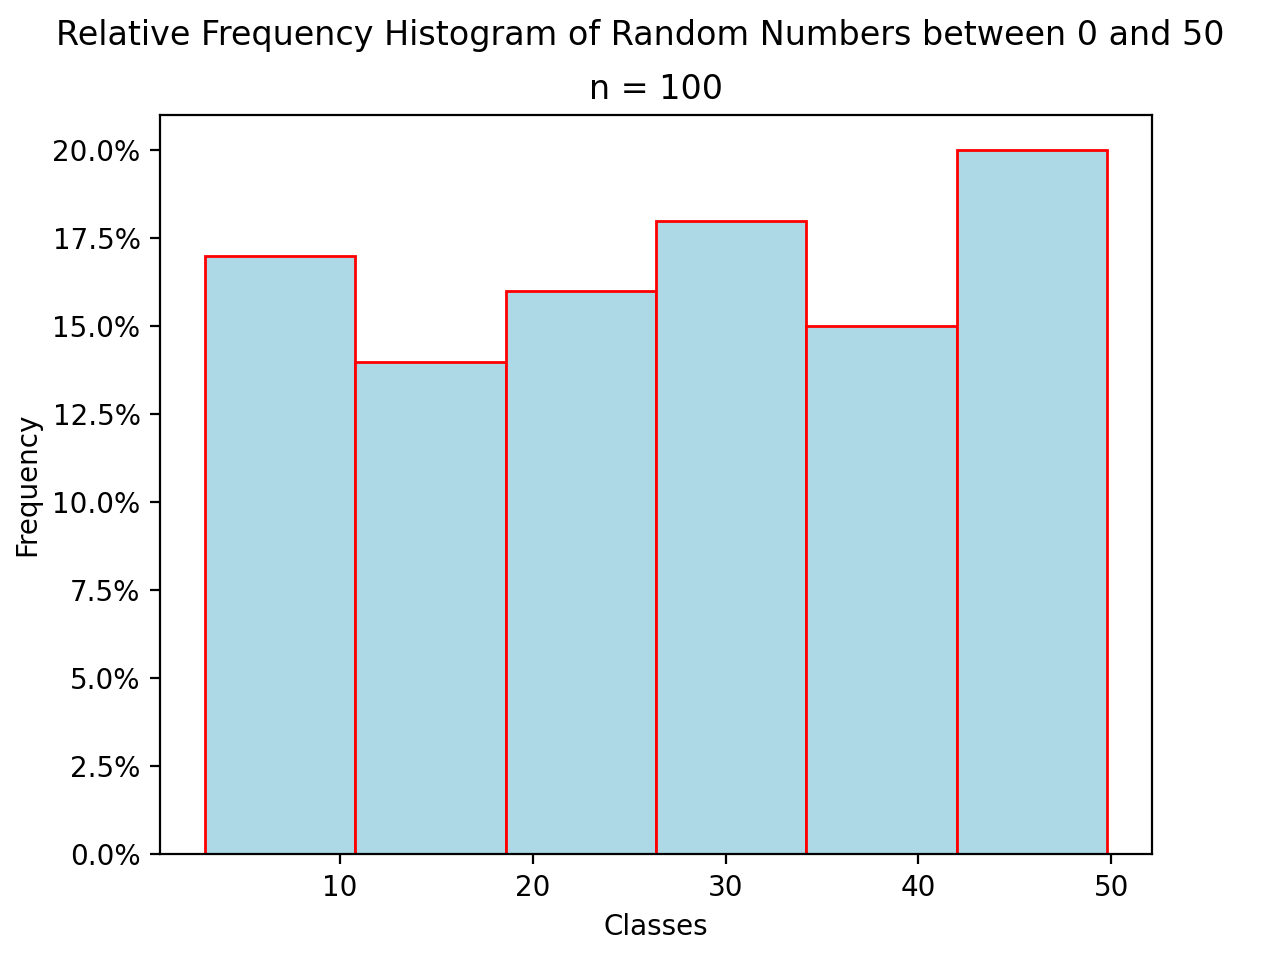 Relative Frequency Histogram of Random Numbers between 0 and 50
n = 100
20.0%
17.5%
15.0%
12.5%
10.0%
7.5%
5.0%
2.5%
0.0%
Frequency
10 20 30 40 50
Classes